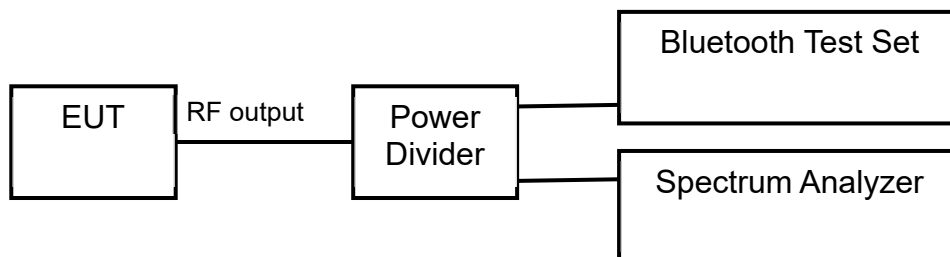 Bluetooth Test Set
EUT
RF output
Power
Divider
Spectrum Analyzer